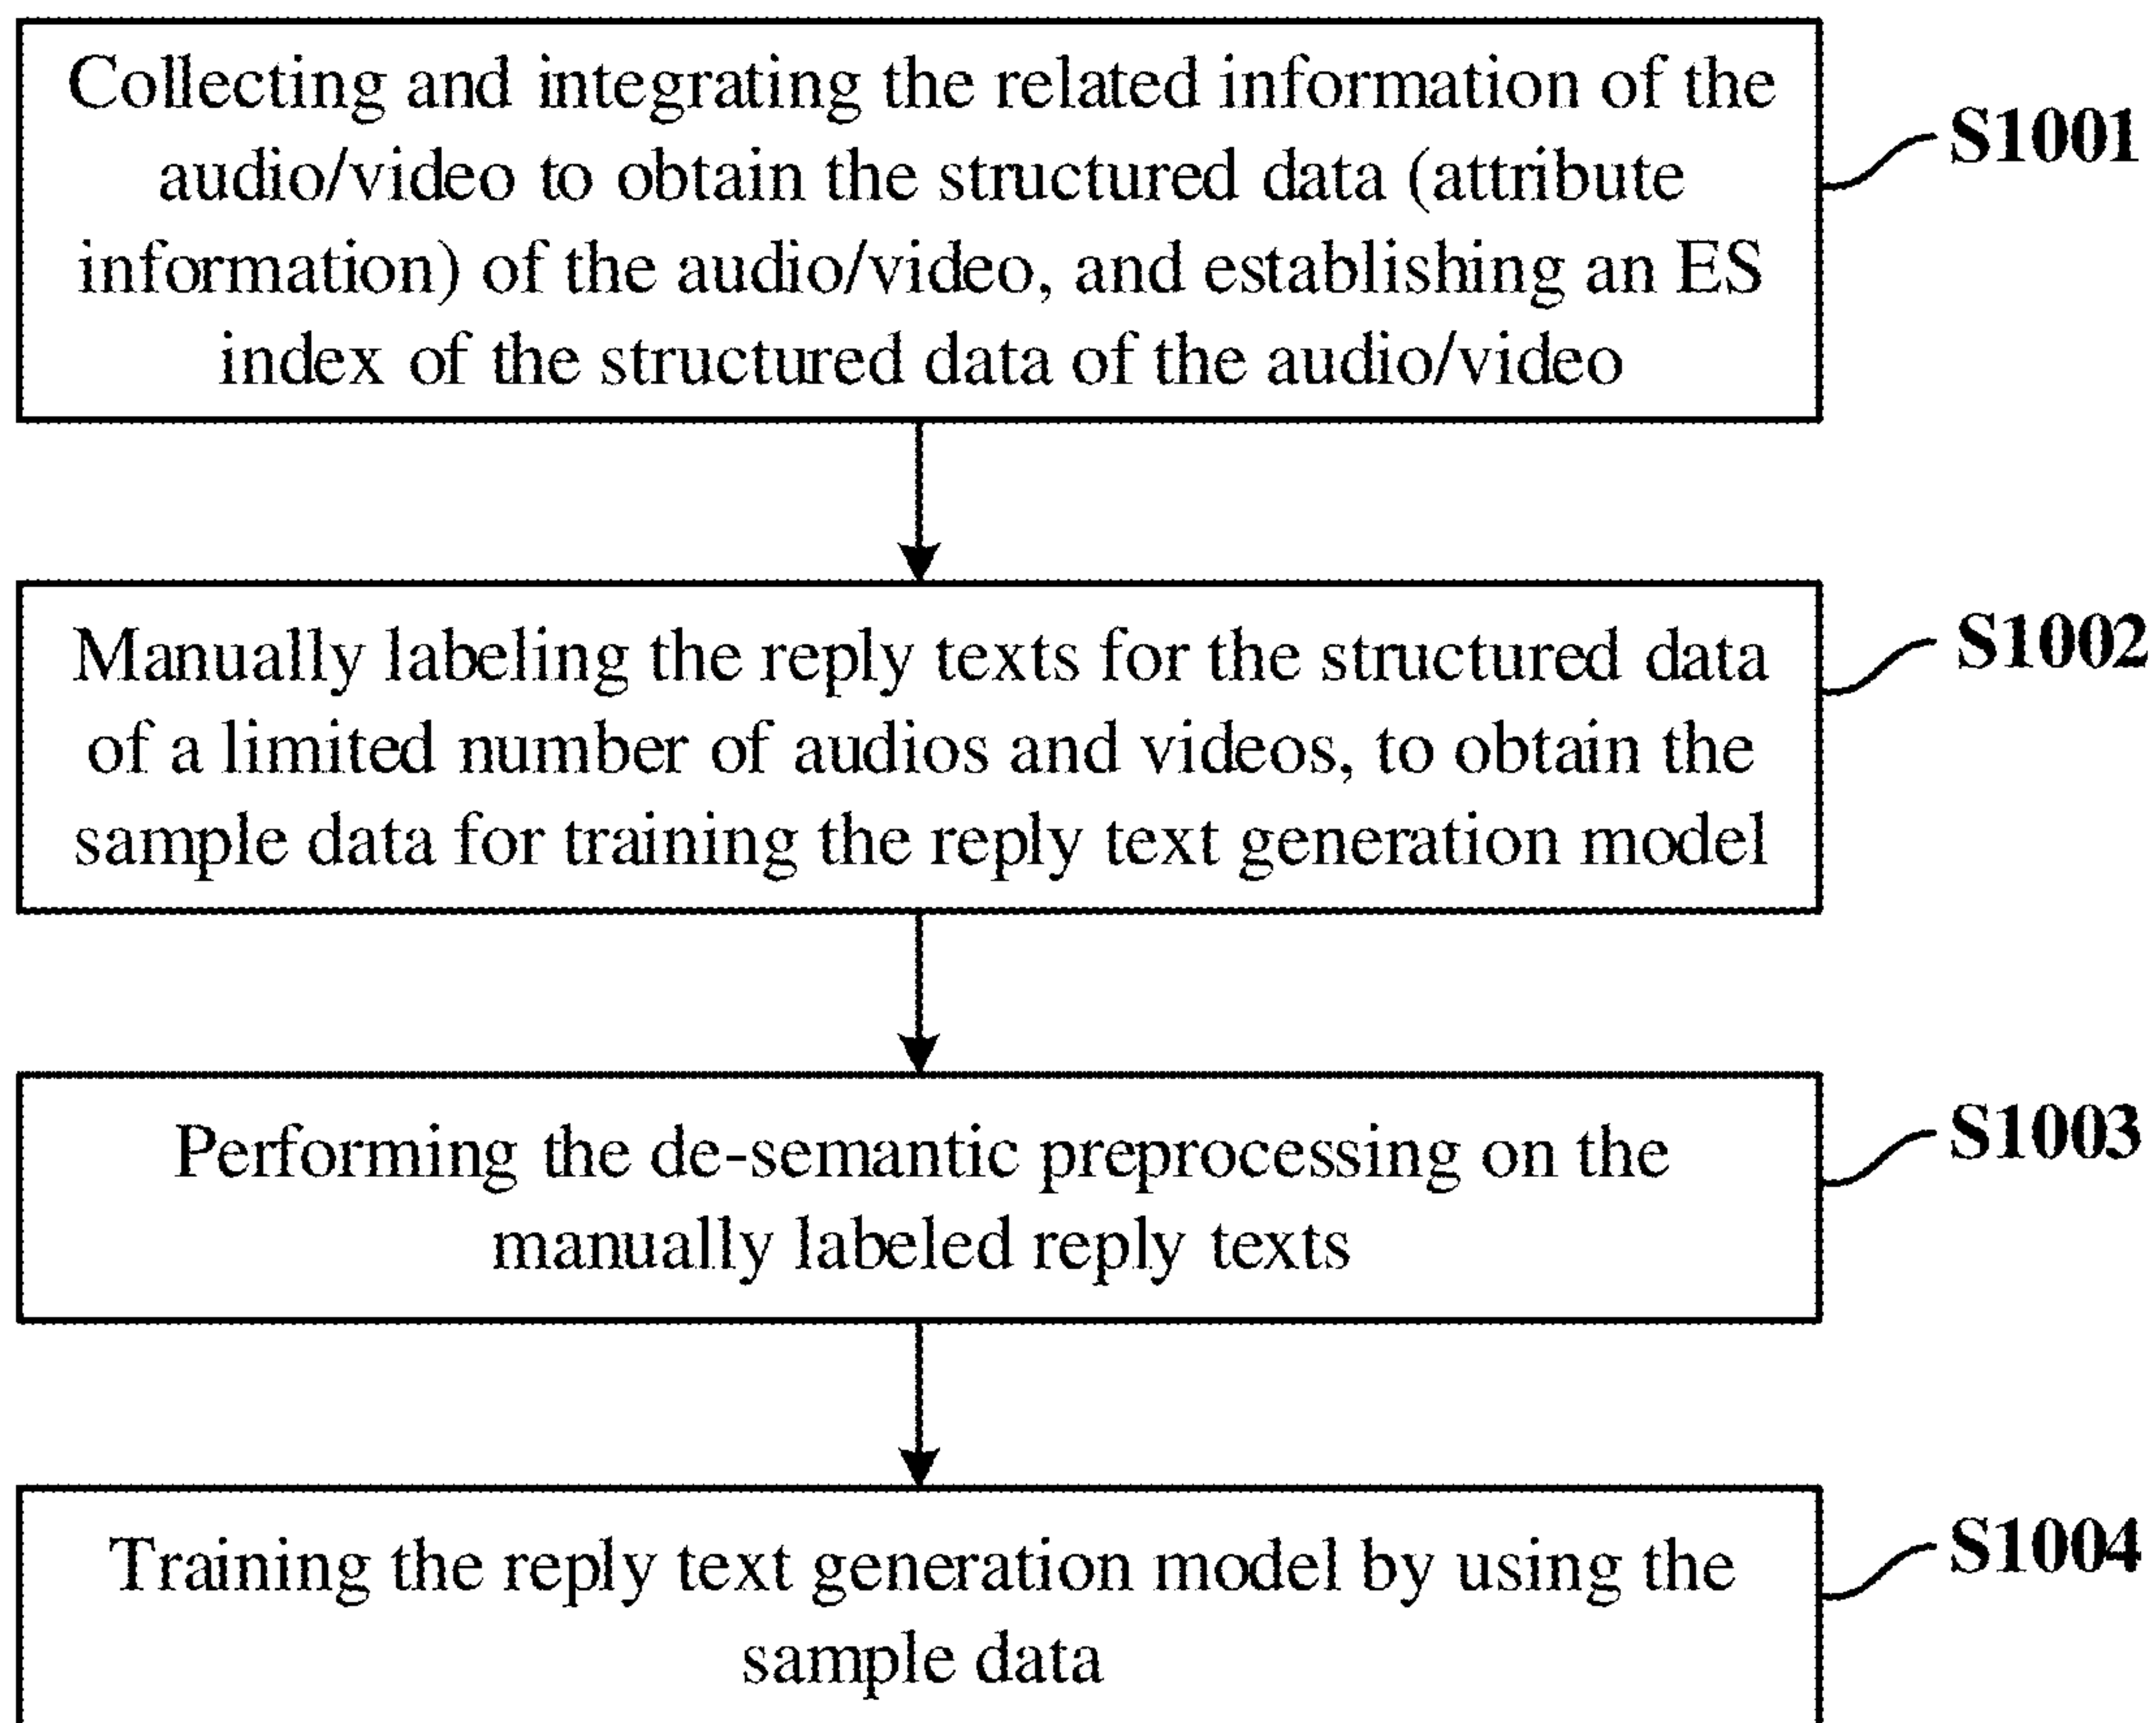 Collecting and integrating the related information of the
audio/video to obtain the structured data (attribute
information) of the audio/video, and establishing an ES
index of the structured data of the audio/video
S1001
Manually labeling the reply texts for the structured data
of a limited number of audios and videos, to obtain the
sample data for training the reply text generation model
S1002
Performing the de-semantic preprocessing on the
manually labeled reply texts
S1003
Training the reply text generation model by using the
sample data
S1004